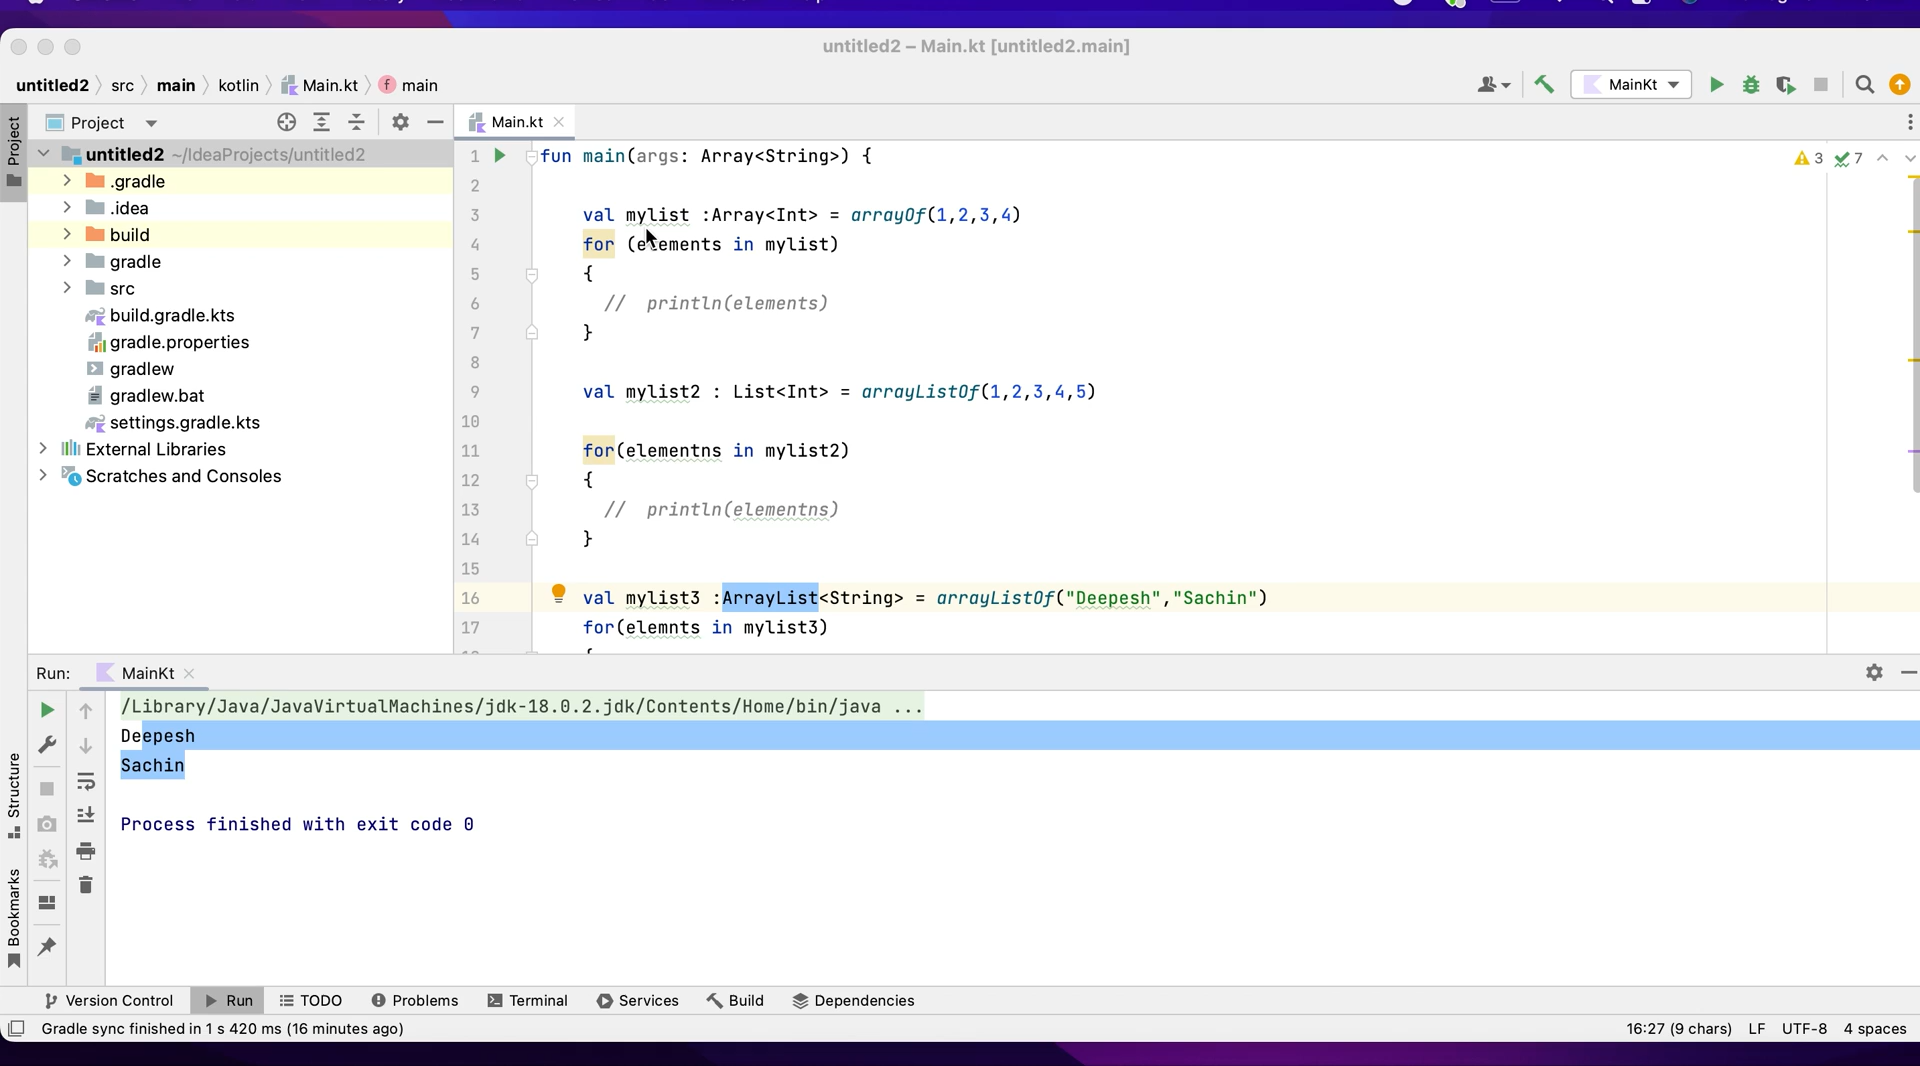 untitled2 – Main.kt [untitled2.main]
untitled2 src main kotlin Main.kt f main
MainKt
Project
Project
Main.kt
untitled2 ~/IdeaProjects/untitled2
.gradle
.idea
build
gradle
src
build.gradle.kts
gradle.properties
gradlew
gradlew.bat
settings.gradle.kts
External Libraries
Scratches and Consoles
3 7
1 fun main(args: Array<String>) {
2
3 val mylist :Array<Int> = arrayOf(1,2,3,4)
4 for (elements in mylist)
5 {
6 // println(elements)
7 }
8
9 val mylist2 : List<Int> = arrayListOf(1,2,3,4,5)
10
11 for(elementns in mylist2)
12 {
13 // println(elementns)
14 }
15
16 val mylist3 :ArrayList<String> = arrayListOf("Deepesh","Sachin")
17 for(elemnts in mylist3)
Run: MainKt
/Library/Java/JavaVirtualMachines/jdk-18.0.2.jdk/Contents/Home/bin/java ...
Deepesh
Sachin
Process finished with exit code 0
Structure
Bookmarks
Version Control Run TODO Problems Terminal Services Build Dependencies
Gradle sync finished in 1 s 420 ms (16 minutes ago) 16:27 (9 chars) LF UTF-8 4 spaces